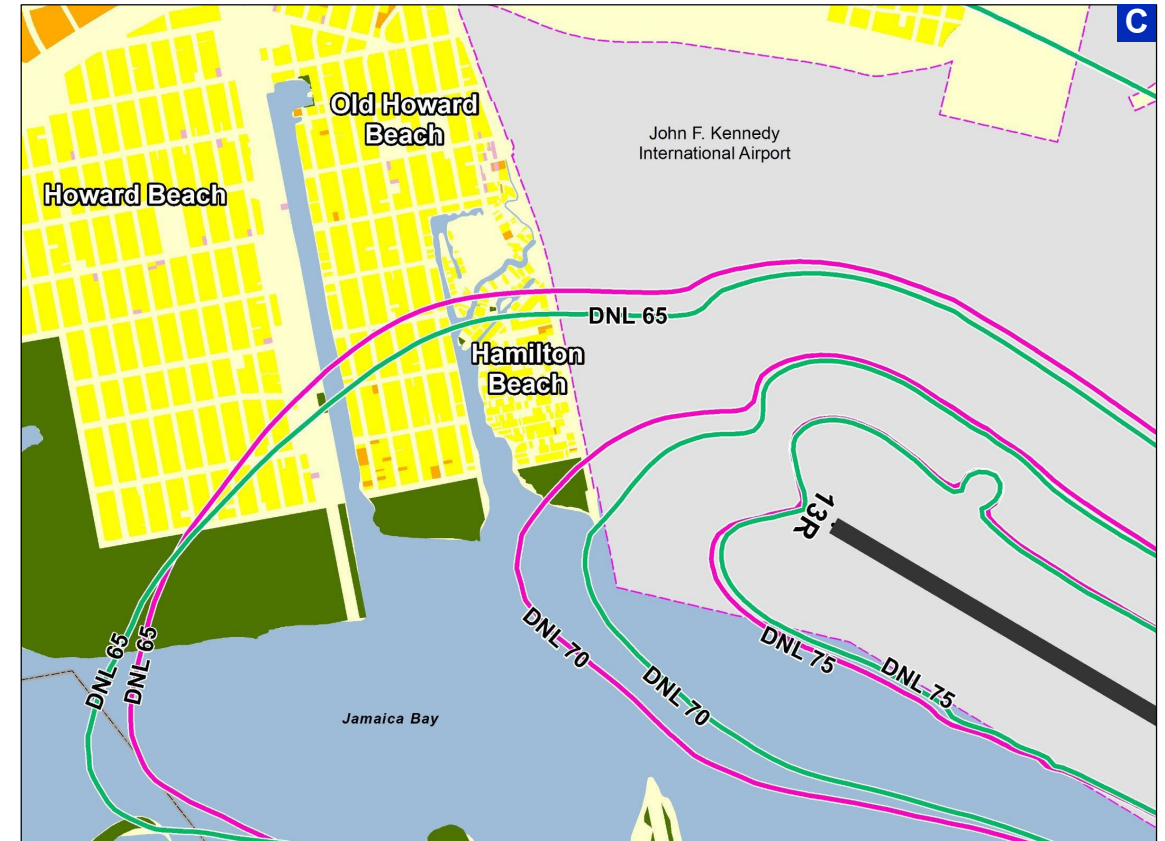 C
Old Howard
Beach
John F. Kennedy
International Airport
Howard Beach
DNL 65
Hamilton
Beach
13R
DNL 65
DNL 65
DNL 70
DNL 75
DNL 75
DNL 70
Jamaica Bay